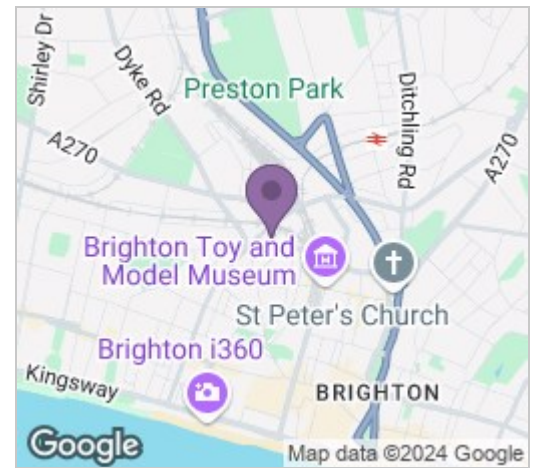 Shirley Dr
Dyke Rd
Preston Park
Ditchling Rd
A270
A270
Brighton Toy and
Model Museum
St Peter's Church
Brighton i360
Kingsway
BRIGHTON
Google
Map data ©2024 Google